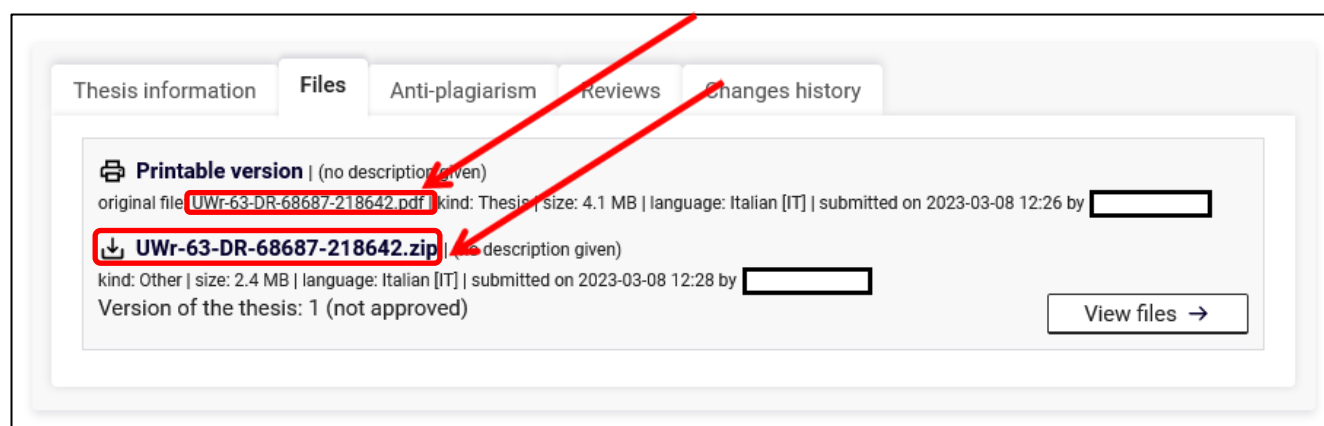 Thesis information Files Anti-plagiarism Reviews Changes history
Printable version | (no description given)
original file: UWr-63-DR-68687-218642.pdf | kind: Thesis | size: 4.1 MB | language: Italian [IT] | submitted on 2023-03-08 12:26 by
UWr-63-DR-68687-218642.zip | (no description given)
kind: Other | size: 2.4 MB | language: Italian [IT] | submitted on 2023-03-08 12:28 by
Version of the thesis: 1 (not approved)
View files →